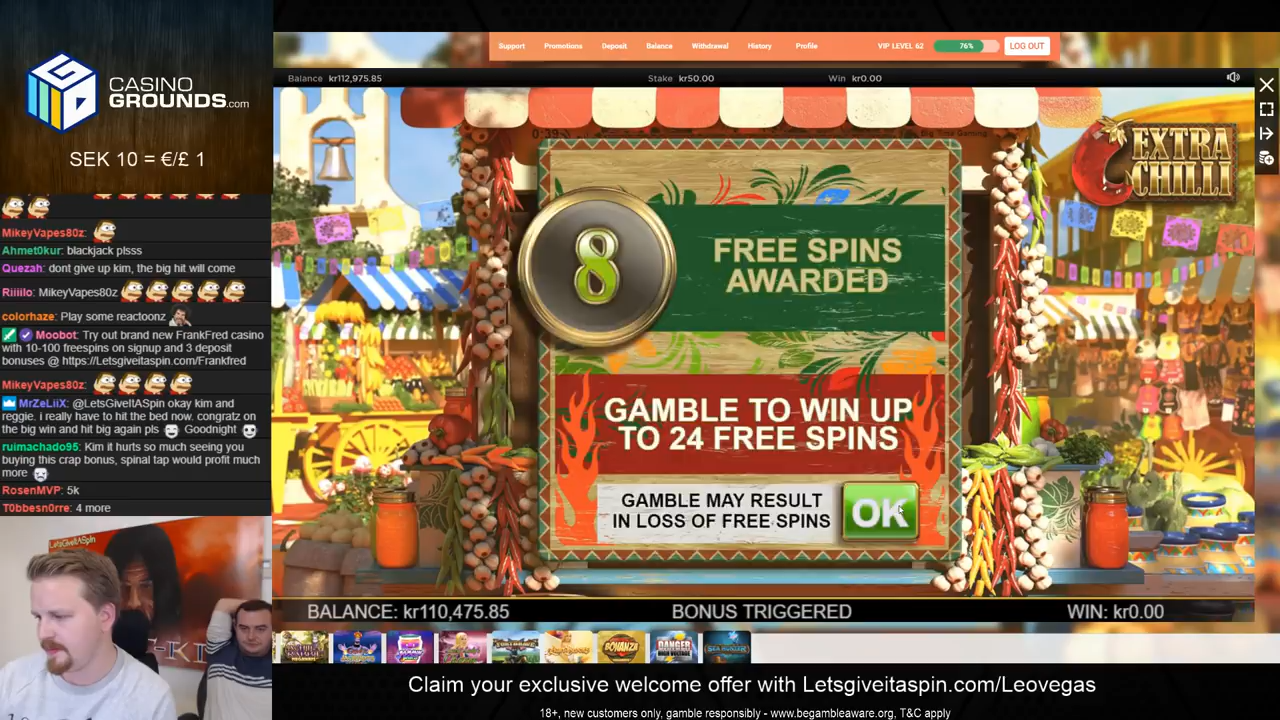 CASINO
GROUNDS.com
SEK 10 = €/£ 1
MikeyVapes80z:
Ahmet0kur: blackjack plsss
Quezah: dont give up kim, the big hit will come
Riiiilo: MikeyVapes80z
colorhaze: Play some reactoonz
Moobot: Try out brand new FrankFred casino
with 10-100 freespins on signup and 3 deposit
bonuses @ https://Letsgiveitaspin.com/Frankfred
MikeyVapes80z:
MrZeLiiX: @LetsGiveItASpin okay kim and
reggie. i really have to hit the bed now. congratz on
the big win and hit big again pls Goodnight
ruimachado95: Kim it hurts so much seeing you
buying this crap bonus, spinal tap would profit much
more
RosenMVP: 5k
T0bbesn0rre: 4 more
LetsGiveItASpin
Support Promotions Deposit Balance Withdrawal History Profile VIP LEVEL 62 76% LOG OUT
Balance kr112,975.85 Stake kr50.00 Win kr0.00
0:39
Big Time Gaming
EXTRA
CHILLI
8
FREE SPINS
AWARDED
GAMBLE TO WIN UP
TO 24 FREE SPINS
GAMBLE MAY RESULT
IN LOSS OF FREE SPINS
OK
BALANCE: kr110,475.85 BONUS TRIGGERED WIN: kr0.00
BONANZA
DANGER
Claim your exclusive welcome offer with Letsgiveitaspin.com/Leovegas
18+, new customers only, gamble responsibly - www.begambleaware.org, T&C apply